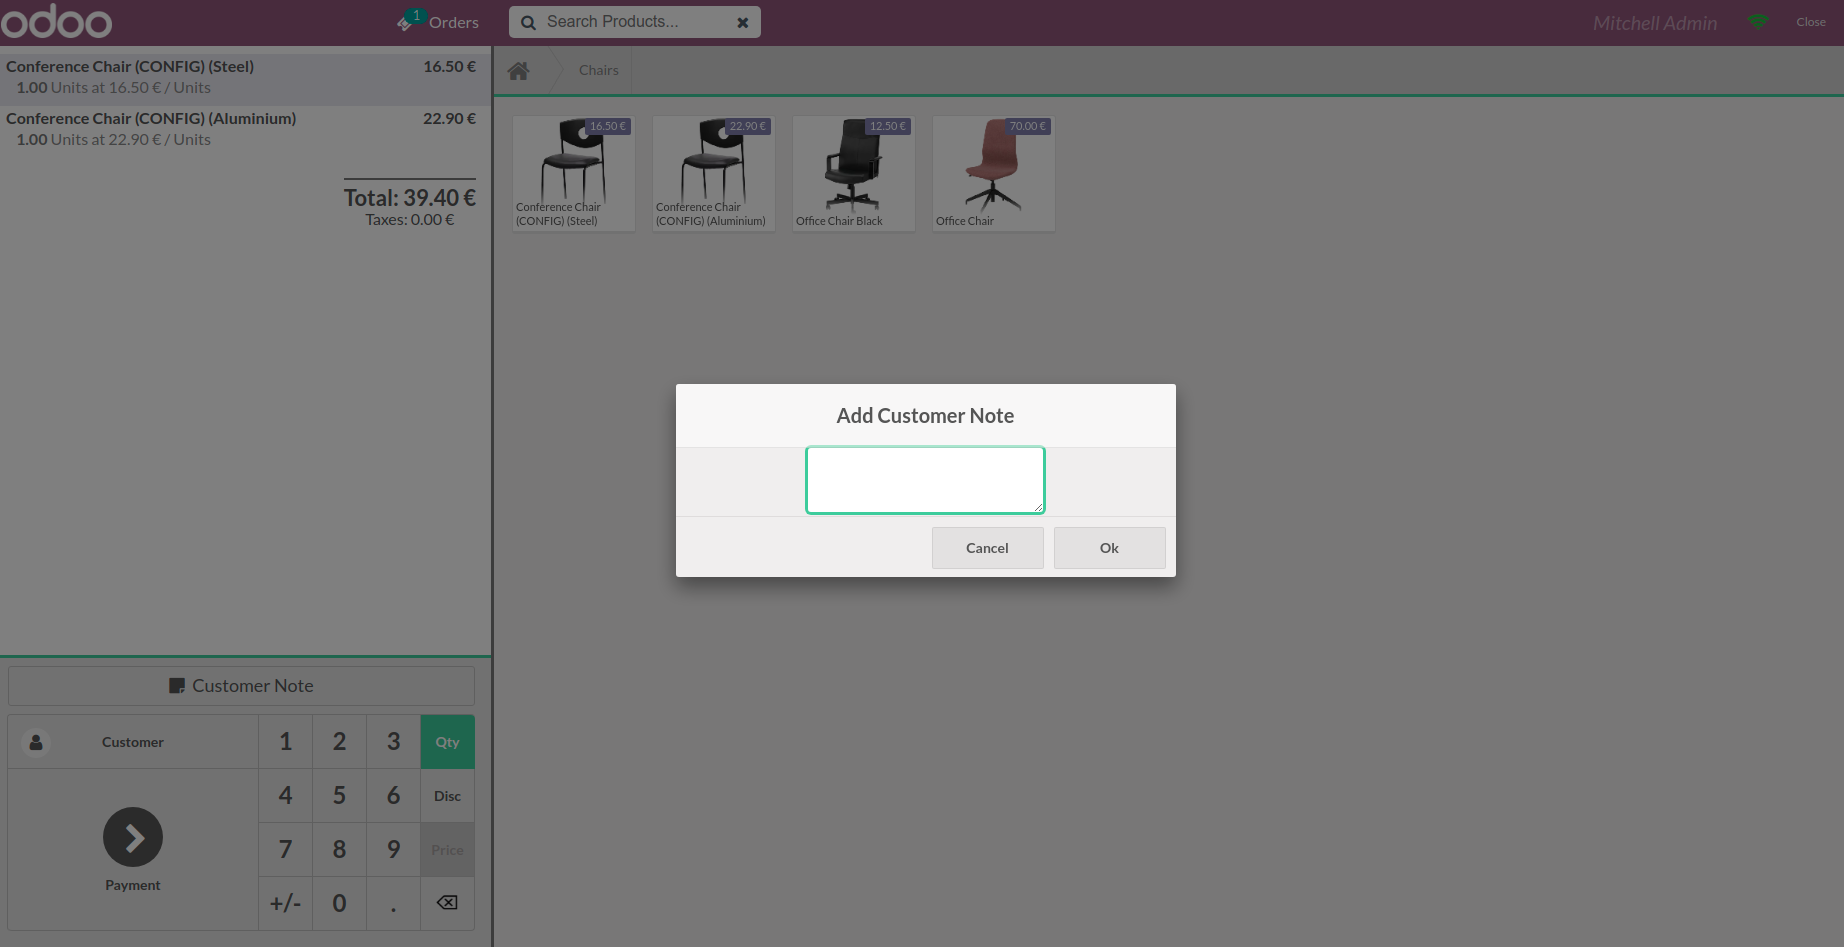 odoo
1
Orders
Search Products...
Mitchell Admin
Close
Conference Chair (CONFIG) (Steel) 16.50 €
1.00 Units at 16.50 € / Units
Conference Chair (CONFIG) (Aluminium) 22.90 €
1.00 Units at 22.90 € / Units
Total: 39.40 €
Taxes: 0.00 €
Chairs
16.50 €
Conference Chair
(CONFIG) (Steel)
22.90 €
Conference Chair
(CONFIG) (Aluminium)
12.50 €
Office Chair Black
70.00 €
Office Chair
Add Customer Note
Cancel
Ok
Customer Note
Customer
1 2 3 Qty
4 5 6 Disc
7 8 9 Price
Payment
+/- 0 .